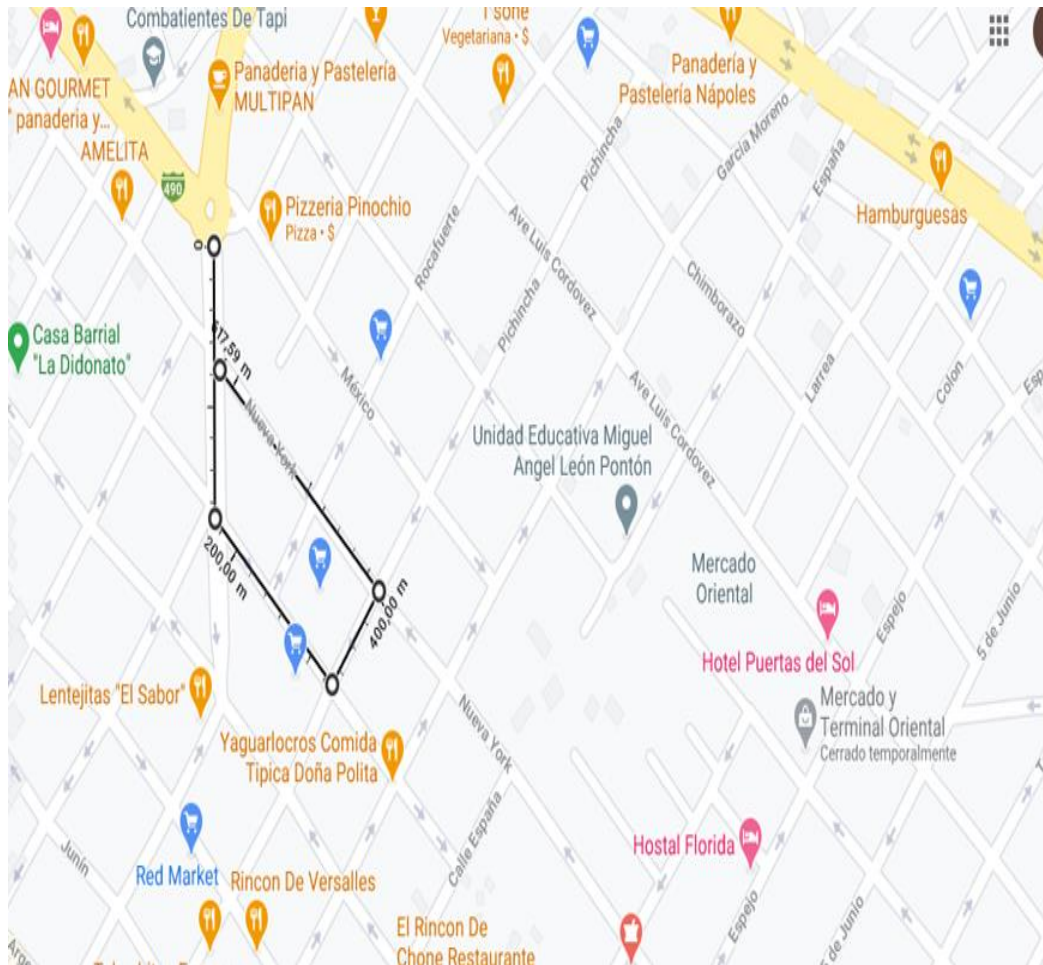 Combatientes De Tapi
AN GOURMET
panaderia y...
AMELITA
490
Panaderia y Pastelería
MULTIPAN
Vegetariana • $
Panadería y
Pastelería Nápoles
Pichincha
García Moreno
España
Hamburguesas
Pizzeria Pinochio
Pizza • $
Rocafuerte
Ave Luis Cordovez
Pichincha
Chimborazo
Larrea
Colon
Esp
0
Casa Barrial
"La Didonato"
617,59 m
Nueva York
México
Ave Luis Cordovez
Unidad Educativa Miguel
Angel León Pontón
200,00 m
400,00 m
Mercado
Oriental
Hotel Puertas del Sol
Espejo
5 de Junio
Mercado y
Terminal Oriental
Cerrado temporalmente
Lentejitas "El Sabor"
Yaguarlocros Comida
Tipica Doña Polita
Nueva York
Calle España
Hostal Florida
Junín
Red Market
Rincon De Versalles
El Rincon De
Chone Restaurante
Espejo
5 de Junio